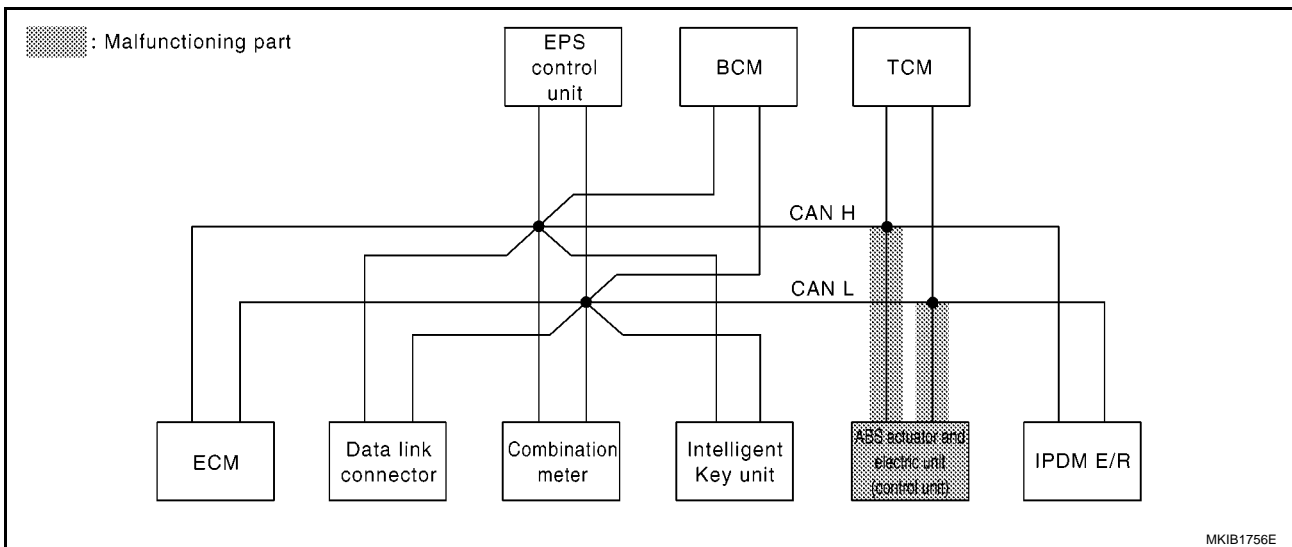 : Malfunctioning part
EPS
control
unit
BCM
TCM
CAN H
CAN L
ECM
Data link
connector
Combination
meter
Intelligent
Key unit
ABS actuator and
electric unit
(control unit)
IPDM E/R
MKIB1756E